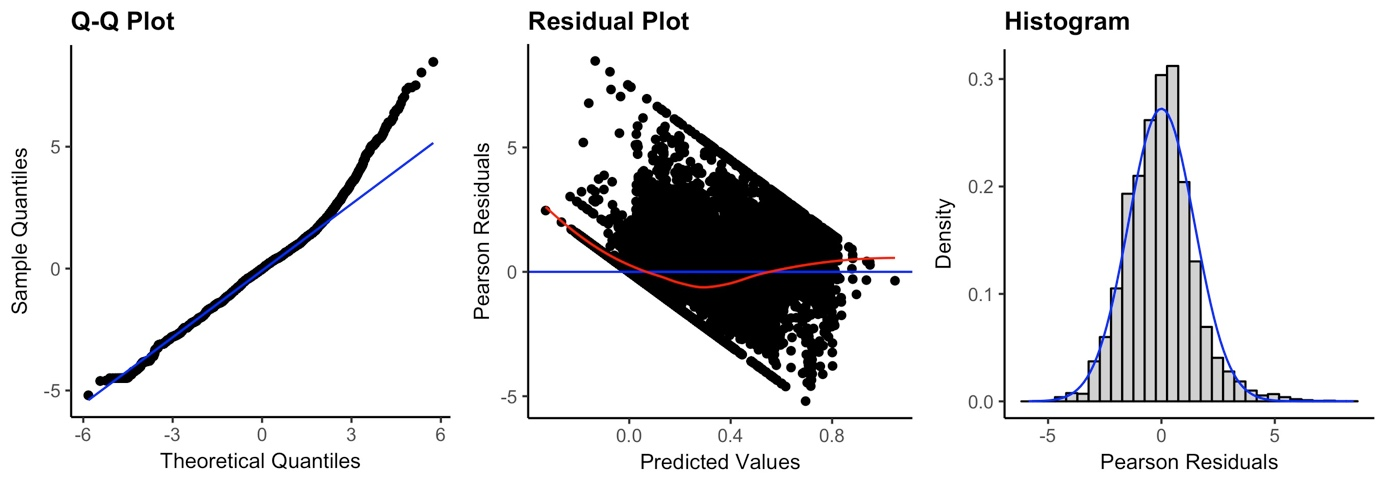 Q-Q Plot
Sample Quantiles
5
0
-5
-6
-3
0
3
6
Theoretical Quantiles
Residual Plot
Pearson Residuals
5
0
-5
0.0
0.4
0.8
Predicted Values
Histogram
Density
0.3
0.2
0.1
0.0
-5
0
5
Pearson Residuals